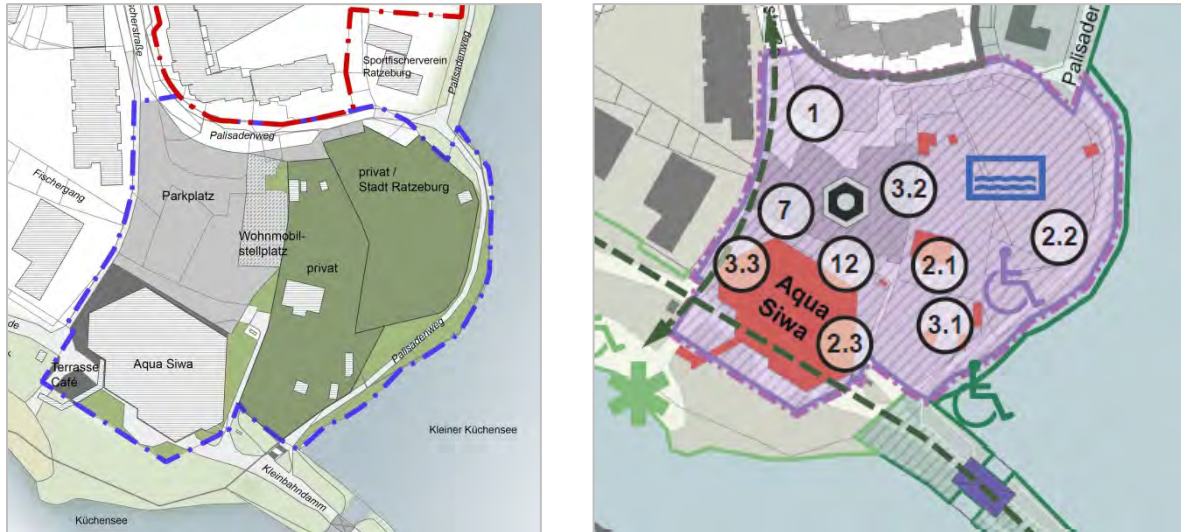 scherstraße
Sportfischerverein
Ratzeburg
Palisadenweg
Palisadenweg
privat /
Stadt Ratzeburg
Fischergang
Parkplatz
Wohnmobil-
stellplatz
privat
Palisadenweg
Terrasse
Café
Aqua Siwa
Kleiner Küchensee
Kleinbahndamm
Küchensee
Palisader
1
3.2
7
2.2
3.3
12
2.1
Aqua
Siwa
3.1
2.3